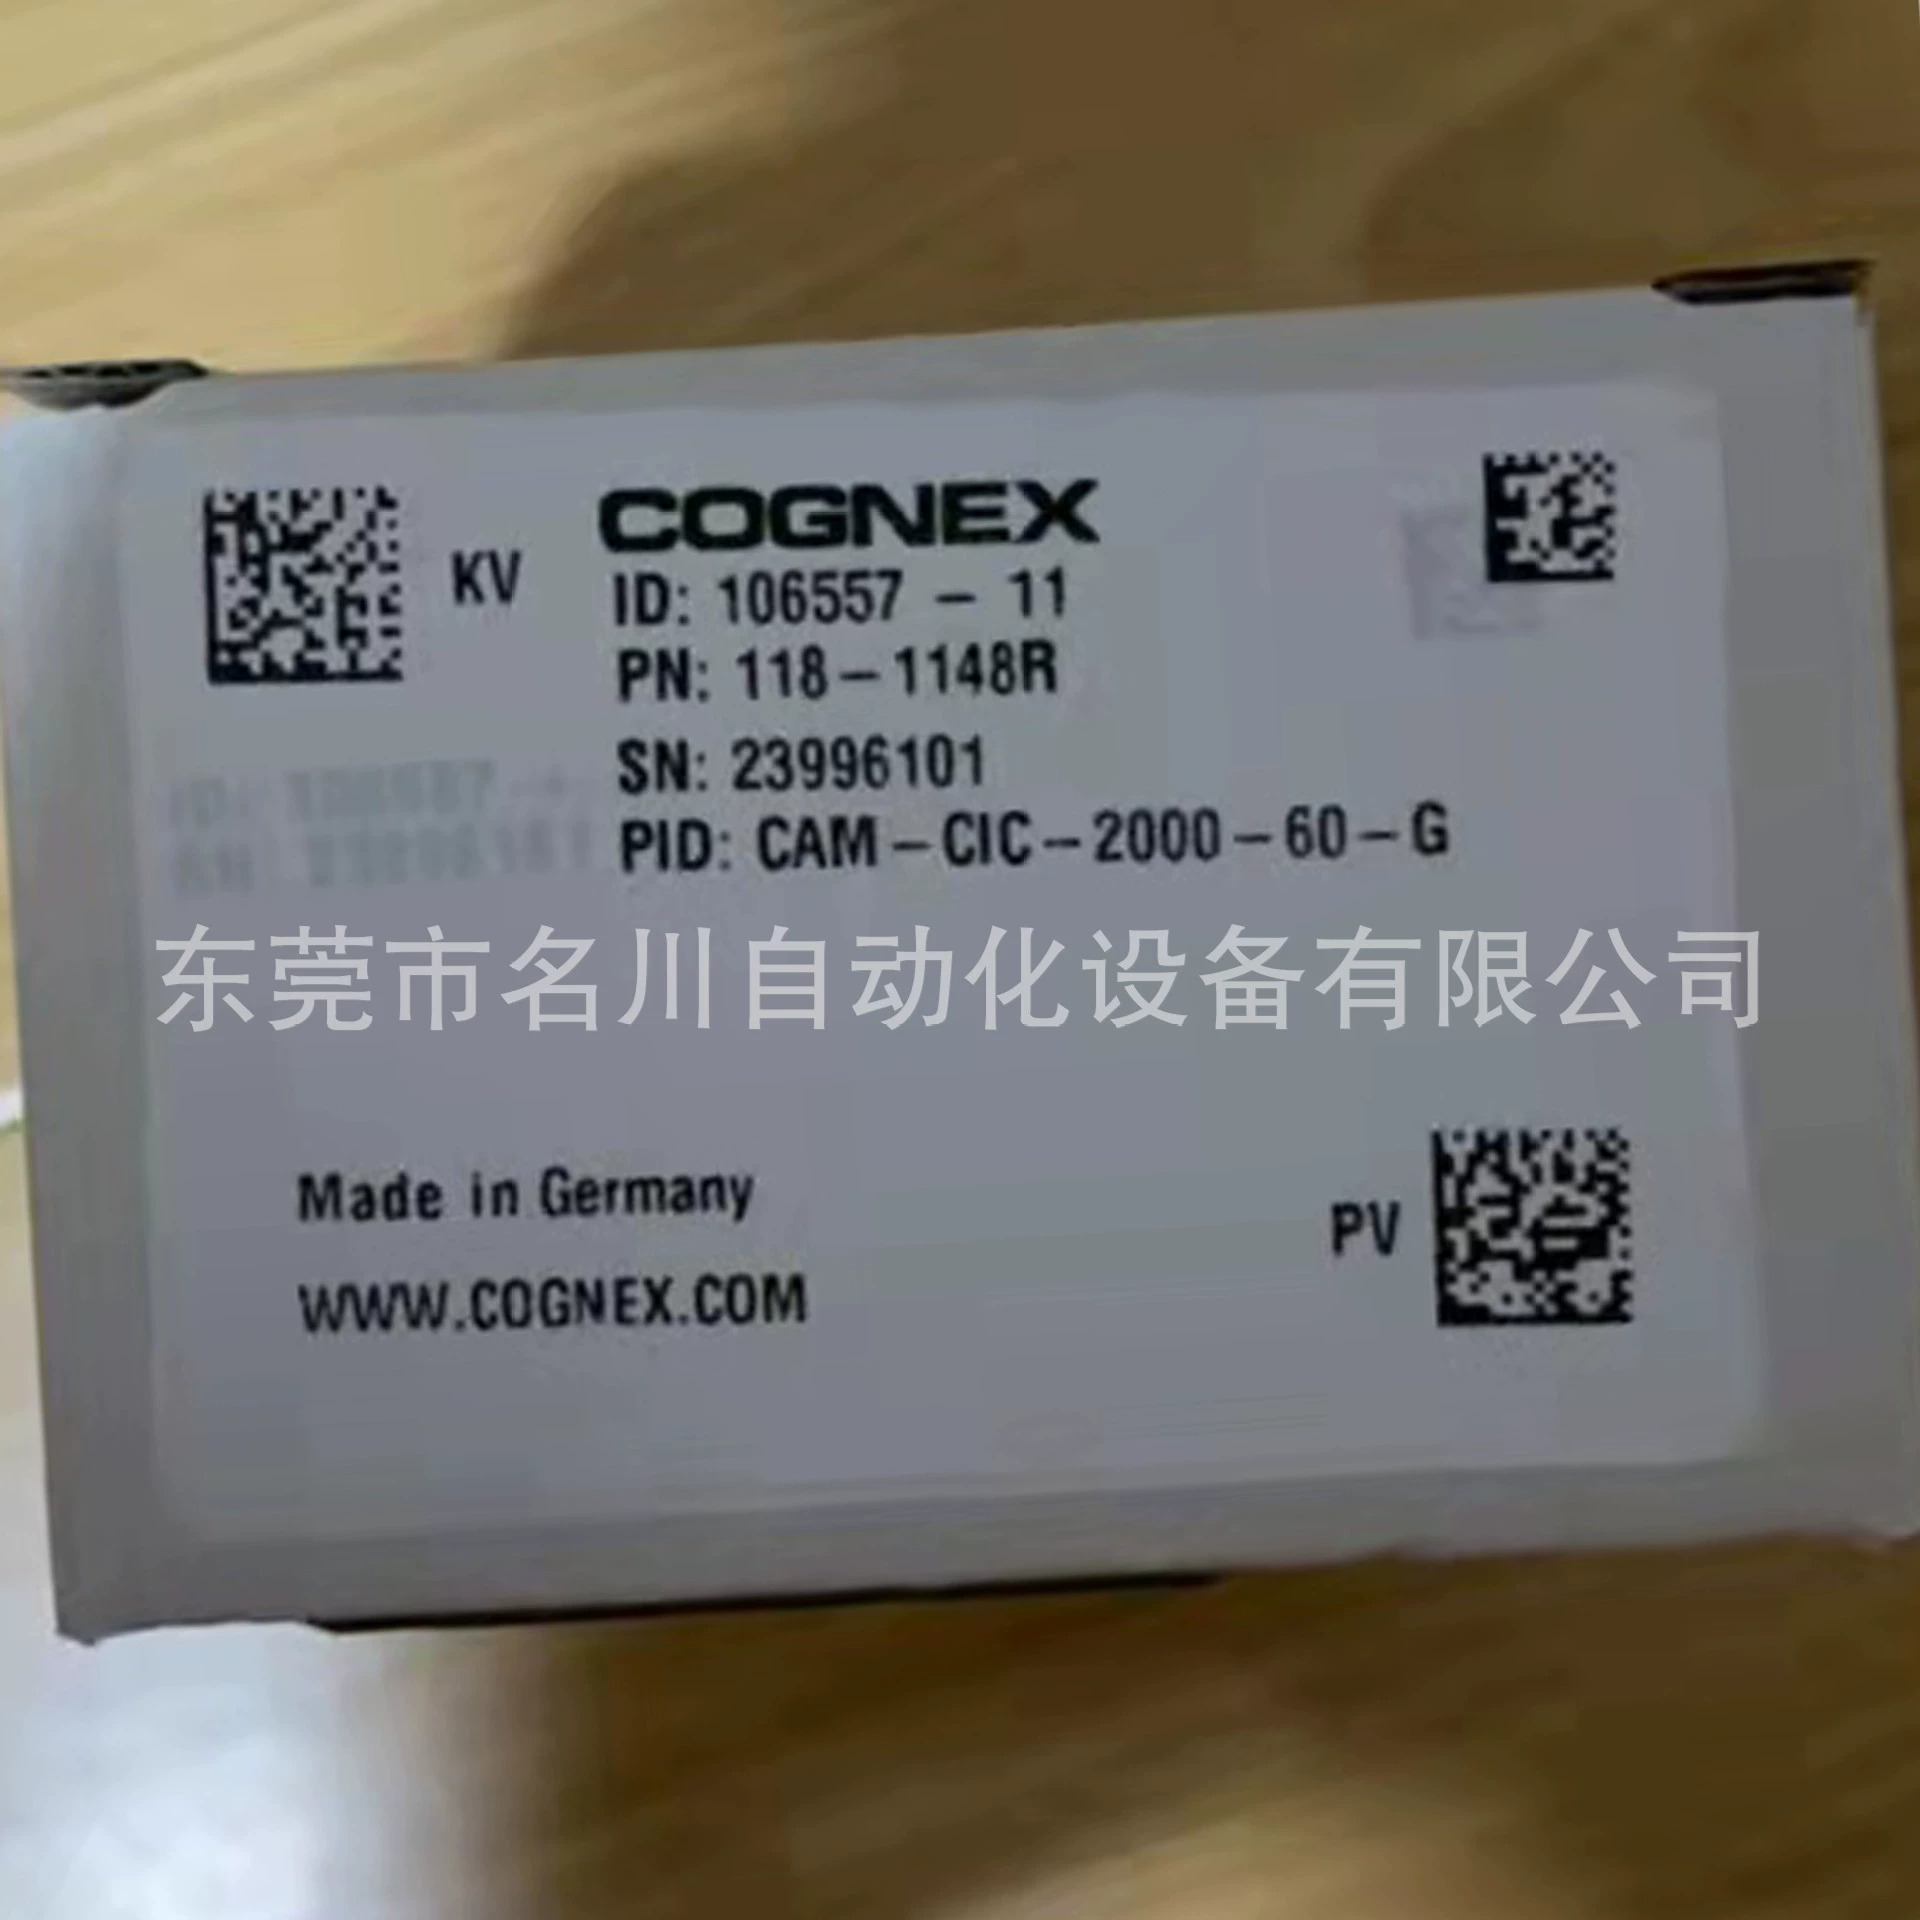 COGNEX
KV
ID: 106557 - 11
PN: 118-1148R
SN: 23996101
PID: CAM-CIC-2000-60-G
东莞市名川自动化设备有限公司
Made in Germany
PV
WWW.COGNEX.COM